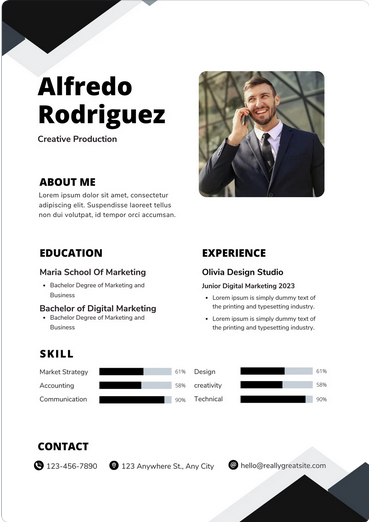 Alfredo
Rodriguez
Creative Production
ABOUT ME
Lorem ipsum dolor sit amet, consectetur
adipiscing elit. Suspendisse laoreet tellus
non dui volutpat, id tempor orci accumsan.
EDUCATION
Maria School Of Marketing
Bachelor Degree of Marketing and
Business
Bachelor of Digital Marketing
Bachelor Degree of Marketing and
Business
EXPERIENCE
Olivia Design Studio
Junior Digital Marketing 2023
Lorem ipsum is simply dummy text of
the printing and typesetting industry.
Lorem ipsum is simply dummy text of
the printing and typesetting industry.
SKILL
Market Strategy 61%
Accounting 58%
Communication 90%
Design 61%
creativity 58%
Technical 90%
CONTACT
123-456-7890
123 Anywhere St., Any City
hello@reallygreatsite.com